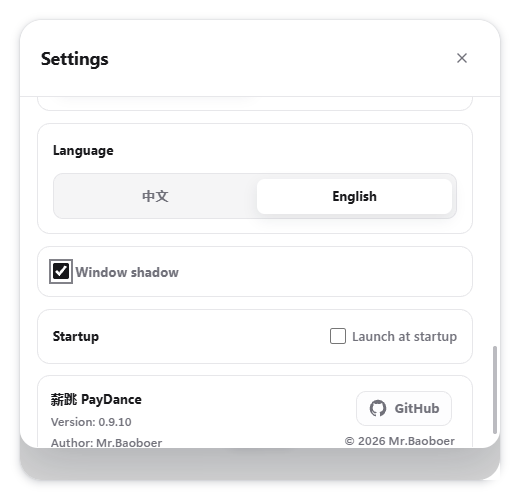 Settings
Language
中文 English
Window shadow
Startup Launch at startup
薪跳 PayDance
Version: 0.9.10
GitHub
Author: Mr.Baoboer
© 2026 Mr.Baoboer